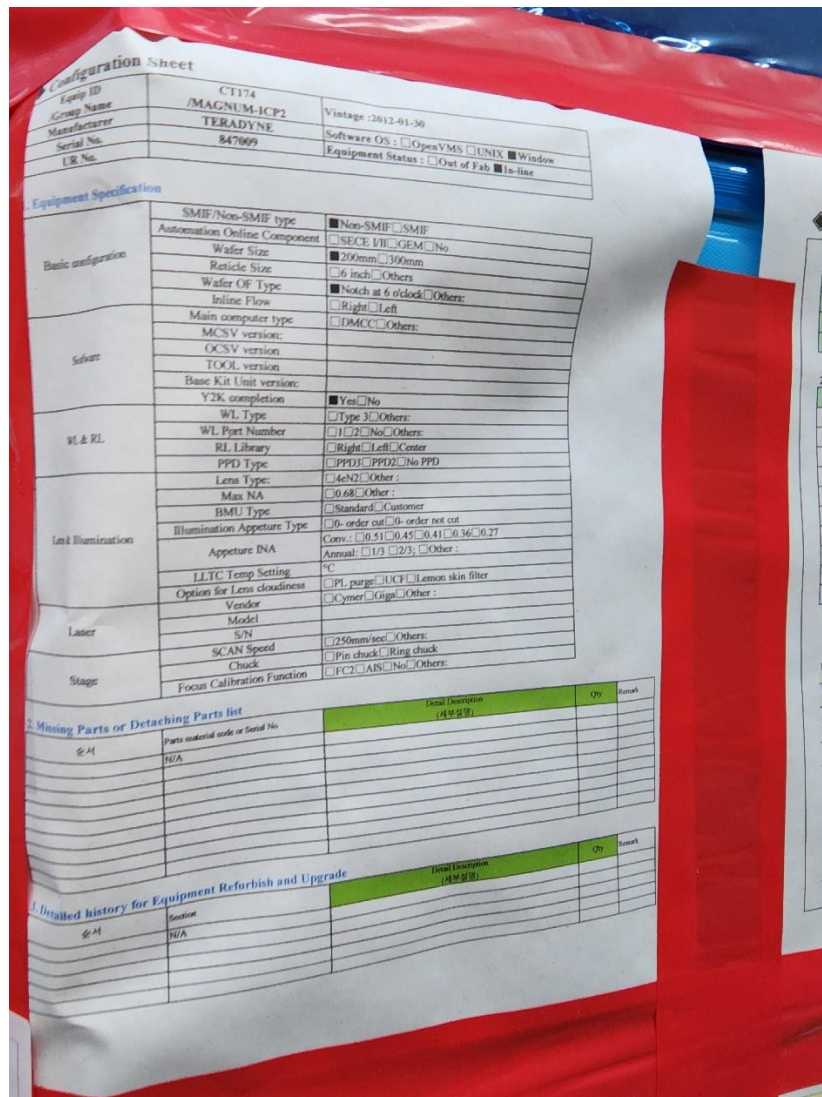 ◆ Configuration Sheet
Equip ID CT174
/Group Name /MAGNUM-ICP2 Vintage :2012-01-30
Manufacturer TERADYNE Software OS : □OpenVMS □UNIX ■Window
Serial No. 847009 Equipment Status : □Out of Fab ■In-line
UR No.
1. Equipment Specification
Basic configuration
SMIF/Non-SMIF type ■Non-SMIF□SMIF
Automation Online Component □SECE I/II□GEM□No
Wafer Size ■200mm□300mm
Reticle Size □6 inch□Others
Wafer OF Type ■Notch at 6 o'clock□Others:
Inline Flow □Right□Left
Sofware
Main computer type □DMCC□Others:
MCSV version:
OCSV version
TOOL version
Base Kit Unit version:
Y2K completion ■Yes□No
WL & RL
WL Type □Type 3□Others:
WL Port Number □1□2□No□Others:
RL Library □Right□Left□Center
PPD Type □PPD3□PPD2□No PPD
Illumination
Lens Type: □4eN2□Other :
Max NA □0.68□Other :
BMU Type □Standard□Customer
Illumination Appeture Type □0- order cut□0- order not cut
Appeture INA Conv.: □0.51□0.45□0.41□0.36□0.27
Annual: □1/3 □2/3; □Other :
LLTC Temp Setting °C
Option for Lens cloudiness □PL purge□UCF□Lemon skin filter
Laser
Vendor □Cymer□Giga□Other :
Model
S/N
Stage
SCAN Speed □250mm/sec□Others:
Chuck □Pin chuck□Ring chuck
Focus Calibration Function □FC2□AIS□No□Others:
2. Missing Parts or Detaching Parts list
순서 Parts material code or Serial No Detail Description (세부설명) Qty Remark
N/A
3. Detailed history for Equipment Refurbish and Upgrade
순서 Section Detail Description (세부설명) Qty Remark
N/A